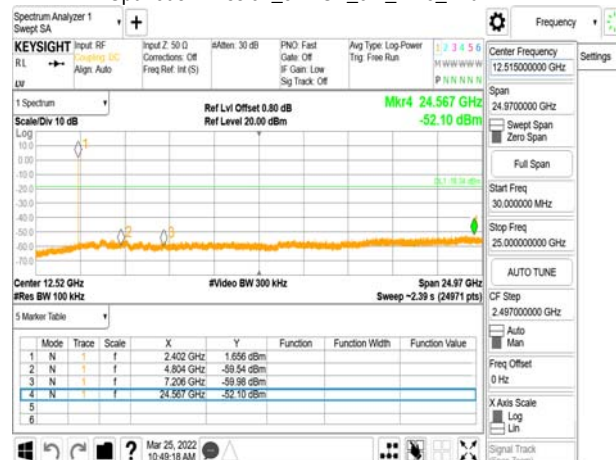 Spectrum Analyzer 1
Swept SA
Frequency
Settings
KEYSIGHT
RL
Input: RF
Coupling: DC
Align: Auto
Input Z: 50 Ω
Corrections: Off
Freq Ref: Int (S)
#Atten: 30 dB
PNO: Fast
Gate: Off
IF Gain: Low
Sig Track: Off
Avg Type: Log-Power
Trig: Free Run
1 2 3 4 5 6
M W W W W W
P N N N N N
1 Spectrum
Scale/Div 10 dB
Ref Lvl Offset 0.80 dB
Ref Level 20.00 dBm
Mkr4 24.567 GHz
-52.10 dBm
Log
10.0
0.00
-10.0
-20.0
-30.0
-40.0
-50.0
-60.0
-70.0
1
2
3
Center 12.52 GHz
#Res BW 100 kHz
#Video BW 300 kHz
Span 24.97 GHz
Sweep ~2.39 s (24971 pts)
5 Marker Table
Mode Trace Scale X Y Function Function Width Function Value
1 N 1 f 2.402 GHz 1.656 dBm
2 N 1 f 4.804 GHz -59.54 dBm
3 N 1 f 7.206 GHz -59.98 dBm
4 N 1 f 24.567 GHz -52.10 dBm
5
6
Mar 25, 2022
10:49:18 AM
Center Frequency
12.515000000 GHz
Span
24.9700000 GHz
Swept Span
Zero Span
Full Span
Start Freq
30.000000 MHz
Stop Freq
25.000000000 GHz
AUTO TUNE
CF Step
2.497000000 GHz
Auto
Man
Freq Offset
0 Hz
X Axis Scale
Log
Lin
Signal Track